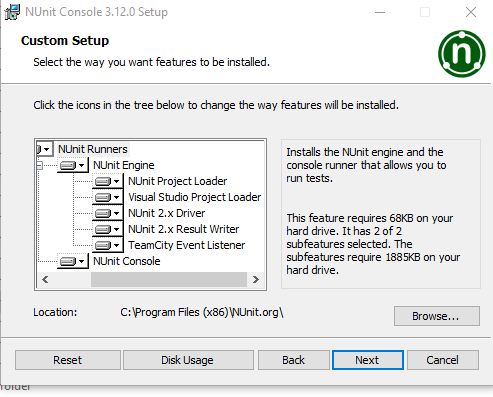 NUnit Console 3.12.0 Setup
Custom Setup
Select the way you want features to be installed.
n
Click the icons in the tree below to change the way features will be installed.
NUnit Runners
NUnit Engine
NUnit Project Loader
Visual Studio Project Loader
NUnit 2.x Driver
NUnit 2.x Result Writer
TeamCity Event Listener
NUnit Console
Installs the NUnit engine and the
console runner that allows you to
run tests.
This feature requires 68KB on your
hard drive. It has 2 of 2
subfeatures selected. The
subfeatures require 1885KB on your
hard drive.
Location: C:\Program Files (x86)\NUnit.org\
Browse...
Reset Disk Usage Back Next Cancel